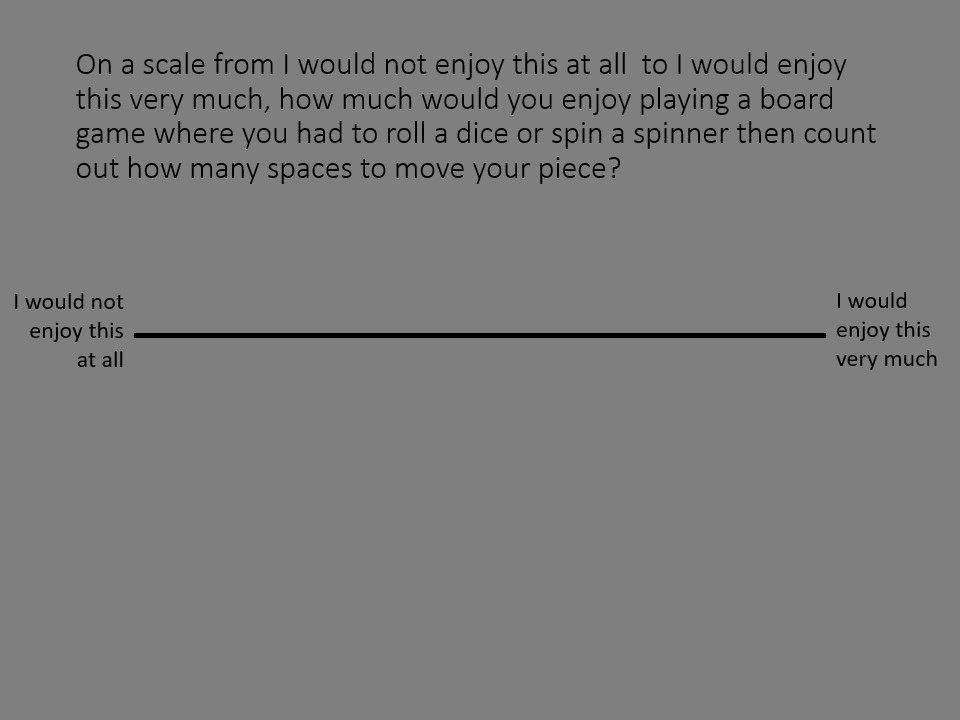 On a scale from I would not enjoy this at all  to I would enjoy
this very much, how much would you enjoy playing a board
game where you had to roll a dice or spin a spinner then count
out how many spaces to move your piece?
I would not
enjoy this
at all
I would
enjoy this
very much